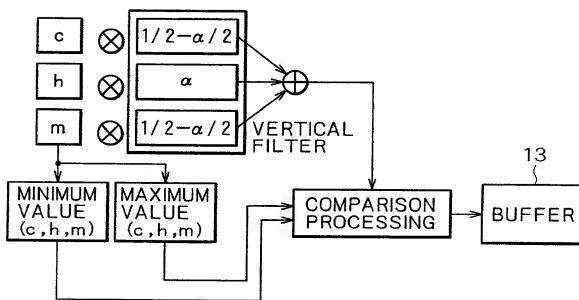 c
1/2-α/2
h
α
m
1/2-α/2
VERTICAL
FILTER
MINIMUM
VALUE
(c,h,m)
MAXIMUM
VALUE
(c,h,m)
COMPARISON
PROCESSING
13
BUFFER